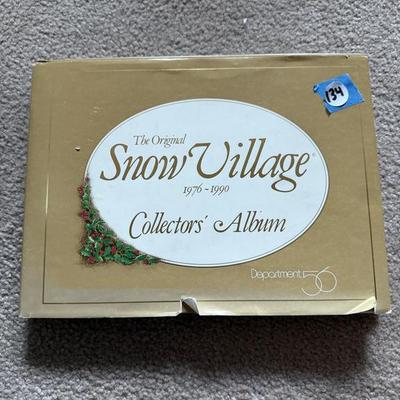 134
The Original
Snow Village®
1976~1990
Collectors' Album
Department 56